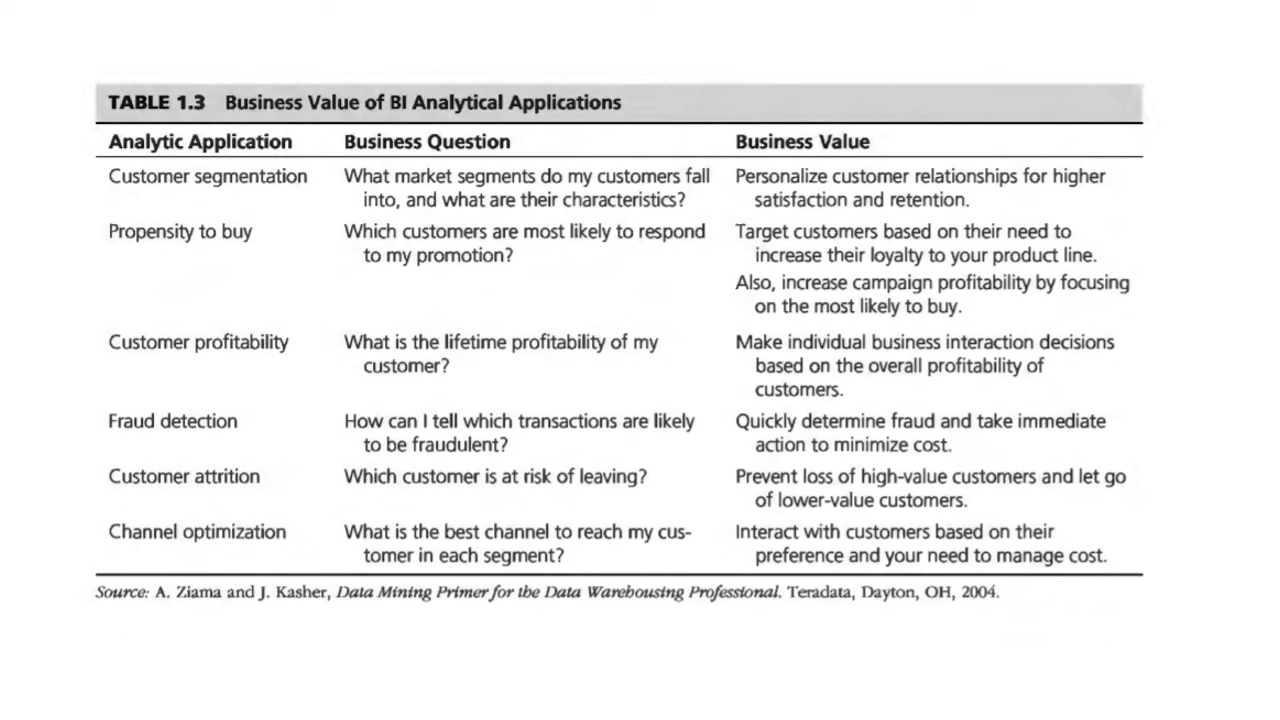 TABLE 1.3 Business Value of BI Analytical Applications
Analytic Application Business Question Business Value
Customer segmentation What market segments do my customers fall Personalize customer relationships for higher
into, and what are their characteristics? satisfaction and retention.
Propensity to buy Which customers are most likely to respond Target customers based on their need to
to my promotion? increase their loyalty to your product line.
Also, increase campaign profitability by focusing
on the most likely to buy.
Customer profitability What is the lifetime profitability of my Make individual business interaction decisions
customer? based on the overall profitability of
customers.
Fraud detection How can I tell which transactions are likely Quickly determine fraud and take immediate
to be fraudulent? action to minimize cost.
Customer attrition Which customer is at risk of leaving? Prevent loss of high-value customers and let go
of lower-value customers.
Channel optimization What is the best channel to reach my cus- Interact with customers based on their
tomer in each segment? preference and your need to manage cost.
Source: A. Ziama and J. Kasher, Data Mining Primer for the Data Warehousing Professional. Teradata, Dayton, OH, 2004.